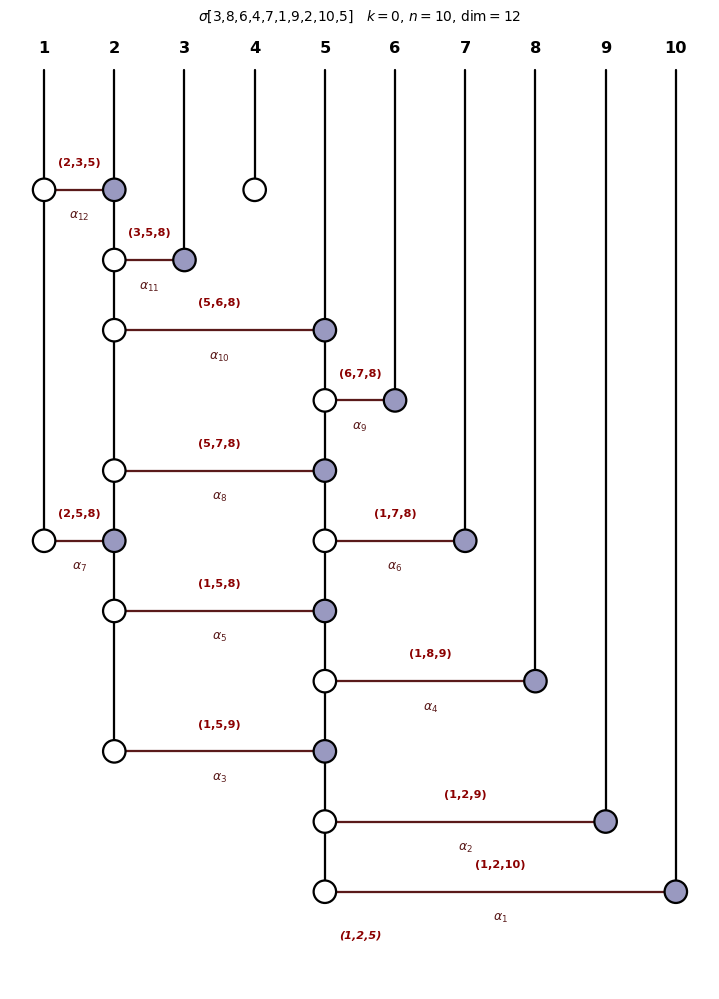 σ[3,8,6,4,7,1,9,2,10,5]   k = 0, n = 10, dim = 12
1 2 3 4 5 6 7 8 9 10
(2,3,5)
α₁₂
(3,5,8)
α₁₁
(5,6,8)
α₁₀
(6,7,8)
α₉
(5,7,8)
α₈
(2,5,8) (1,7,8)
α₇ α₆
(1,5,8)
α₅
(1,8,9)
α₄
(1,5,9)
α₃
(1,2,9)
α₂
(1,2,10)
α₁
(1,2,5)